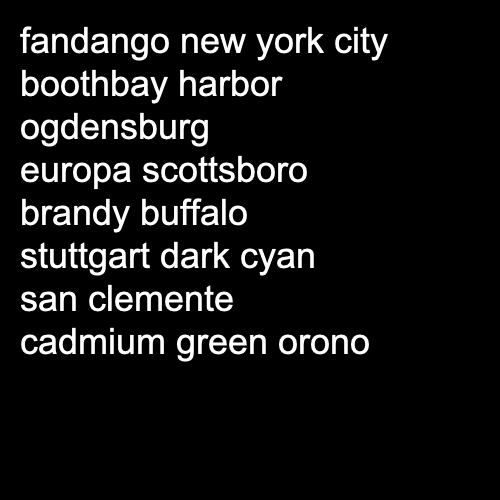 fandango new york city
boothbay harbor
ogdensburg
europa scottsboro
brandy buffalo
stuttgart dark cyan
san clemente
cadmium green orono